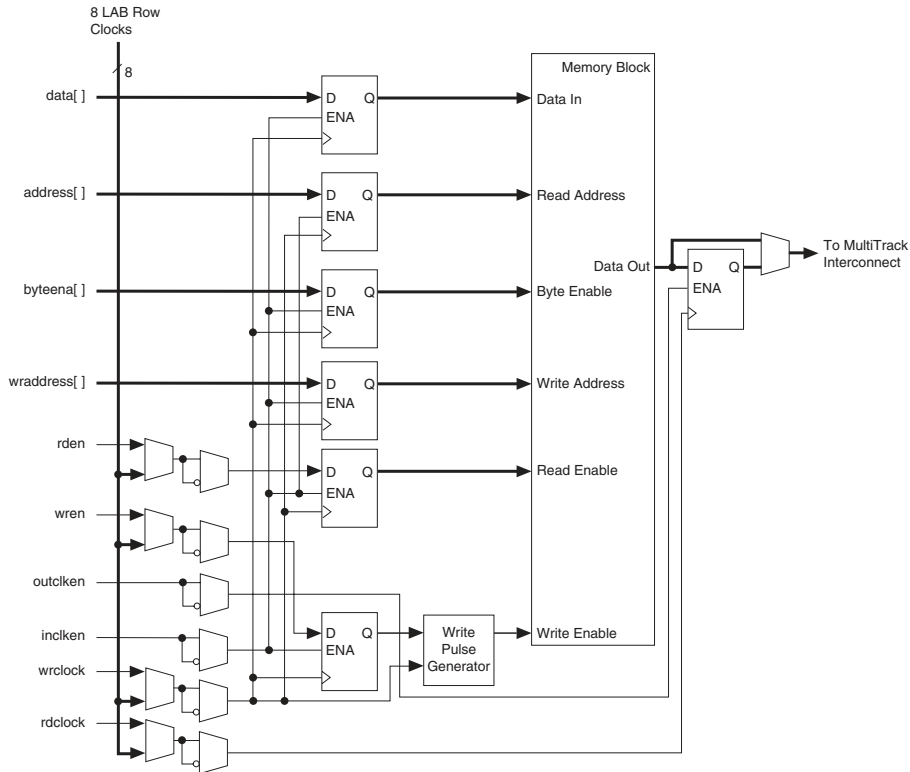 8 LAB Row
Clocks
8
data[ ]
D Q
ENA
Memory Block
Data In
address[ ]
D Q
ENA
Read Address
To MultiTrack
Interconnect
Data Out
D Q
ENA
byteena[ ]
D Q
ENA
Byte Enable
wraddress[ ]
D Q
ENA
Write Address
rden
D Q
ENA
Read Enable
wren
outclken
inclken
D Q
ENA
Write
Pulse
Generator
Write Enable
wrclock
rdclock